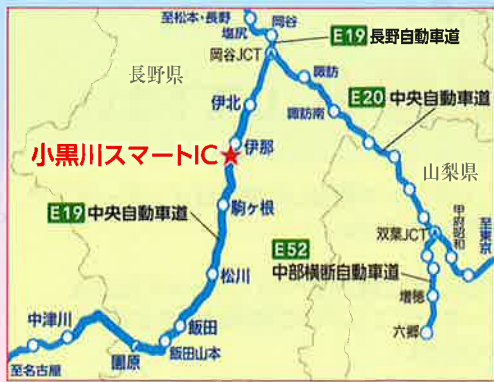 至松本・長野
岡谷
塩尻
E19 長野自動車道
岡谷JCT
長野県
諏訪
E20 中央自動車道
伊北
諏訪南
伊那
小黒川スマートIC
山梨県
駒ヶ根
E19 中央自動車道
甲府昭和
至東京
双葉JCT
E52
中部横断自動車道
松川
増穂
中津川
飯田
六郷
飯田山本
園原
至名古屋